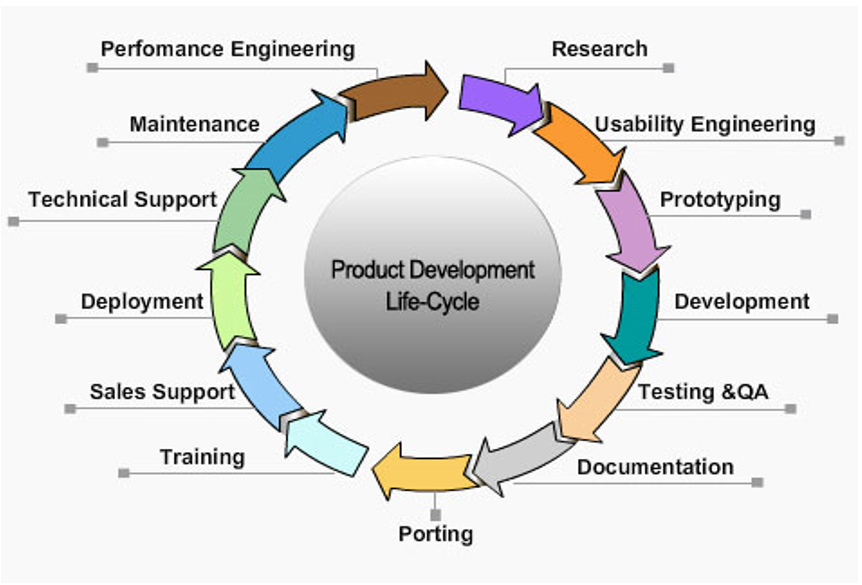 Perfomance Engineering
Research
Maintenance
Usability Engineering
Technical Support
Prototyping
Product Development
Life-Cycle
Deployment
Development
Sales Support
Testing &QA
Training
Documentation
Porting